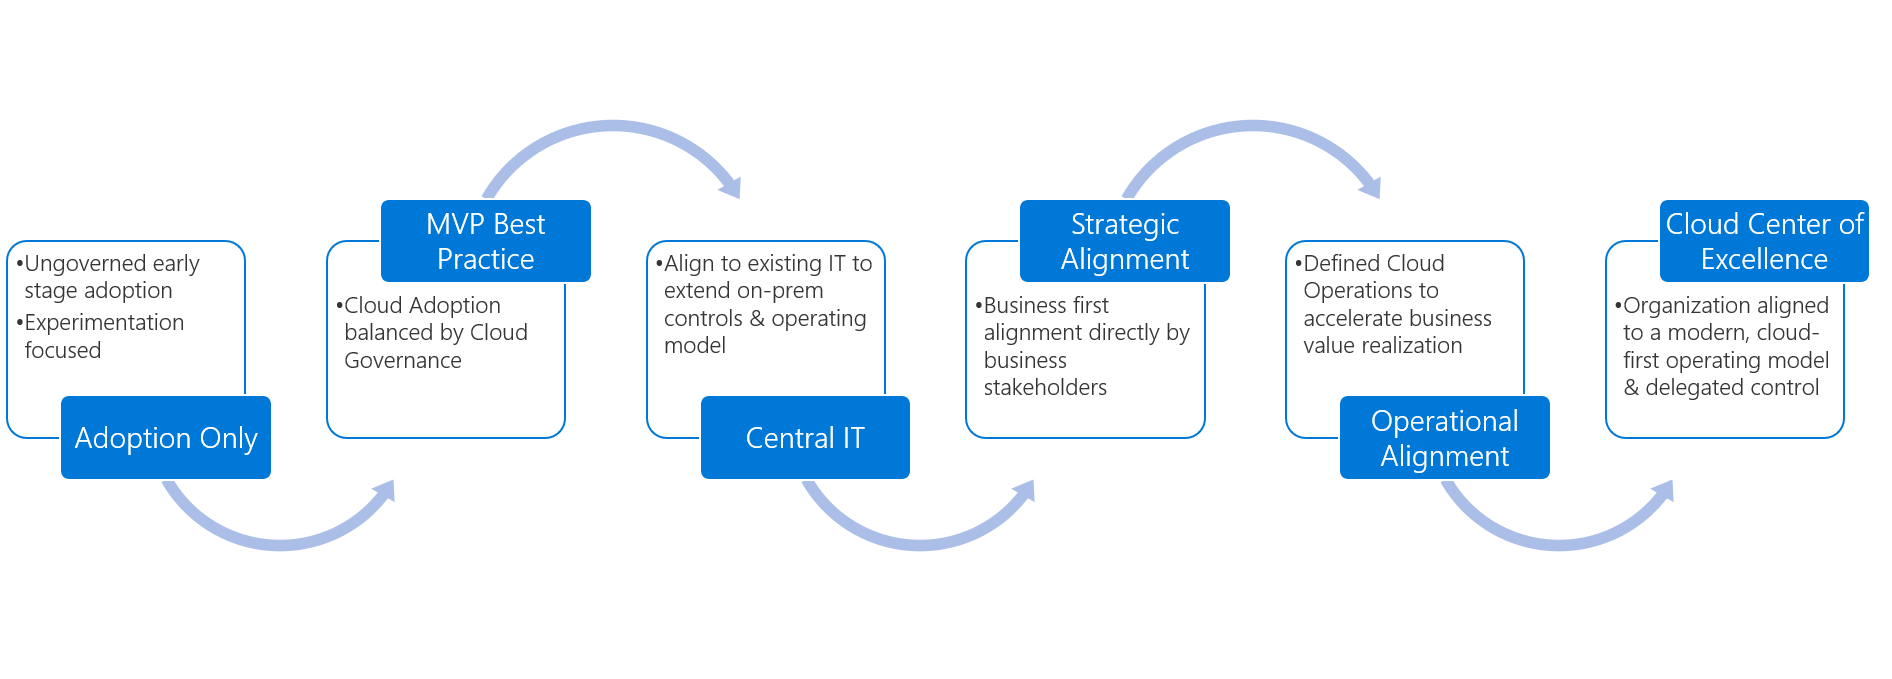 •Ungoverned early
stage adoption
•Experimentation
focused
Adoption Only
MVP Best
Practice
•Cloud Adoption
balanced by Cloud
Governance
•Align to existing IT to
extend on-prem
controls & operating
model
Central IT
Strategic
Alignment
•Business first
alignment directly by
business
stakeholders
•Defined Cloud
Operations to
accelerate business
value realization
Operational
Alignment
Cloud Center of
Excellence
•Organization aligned
to a modern, cloud-
first operating model
& delegated control